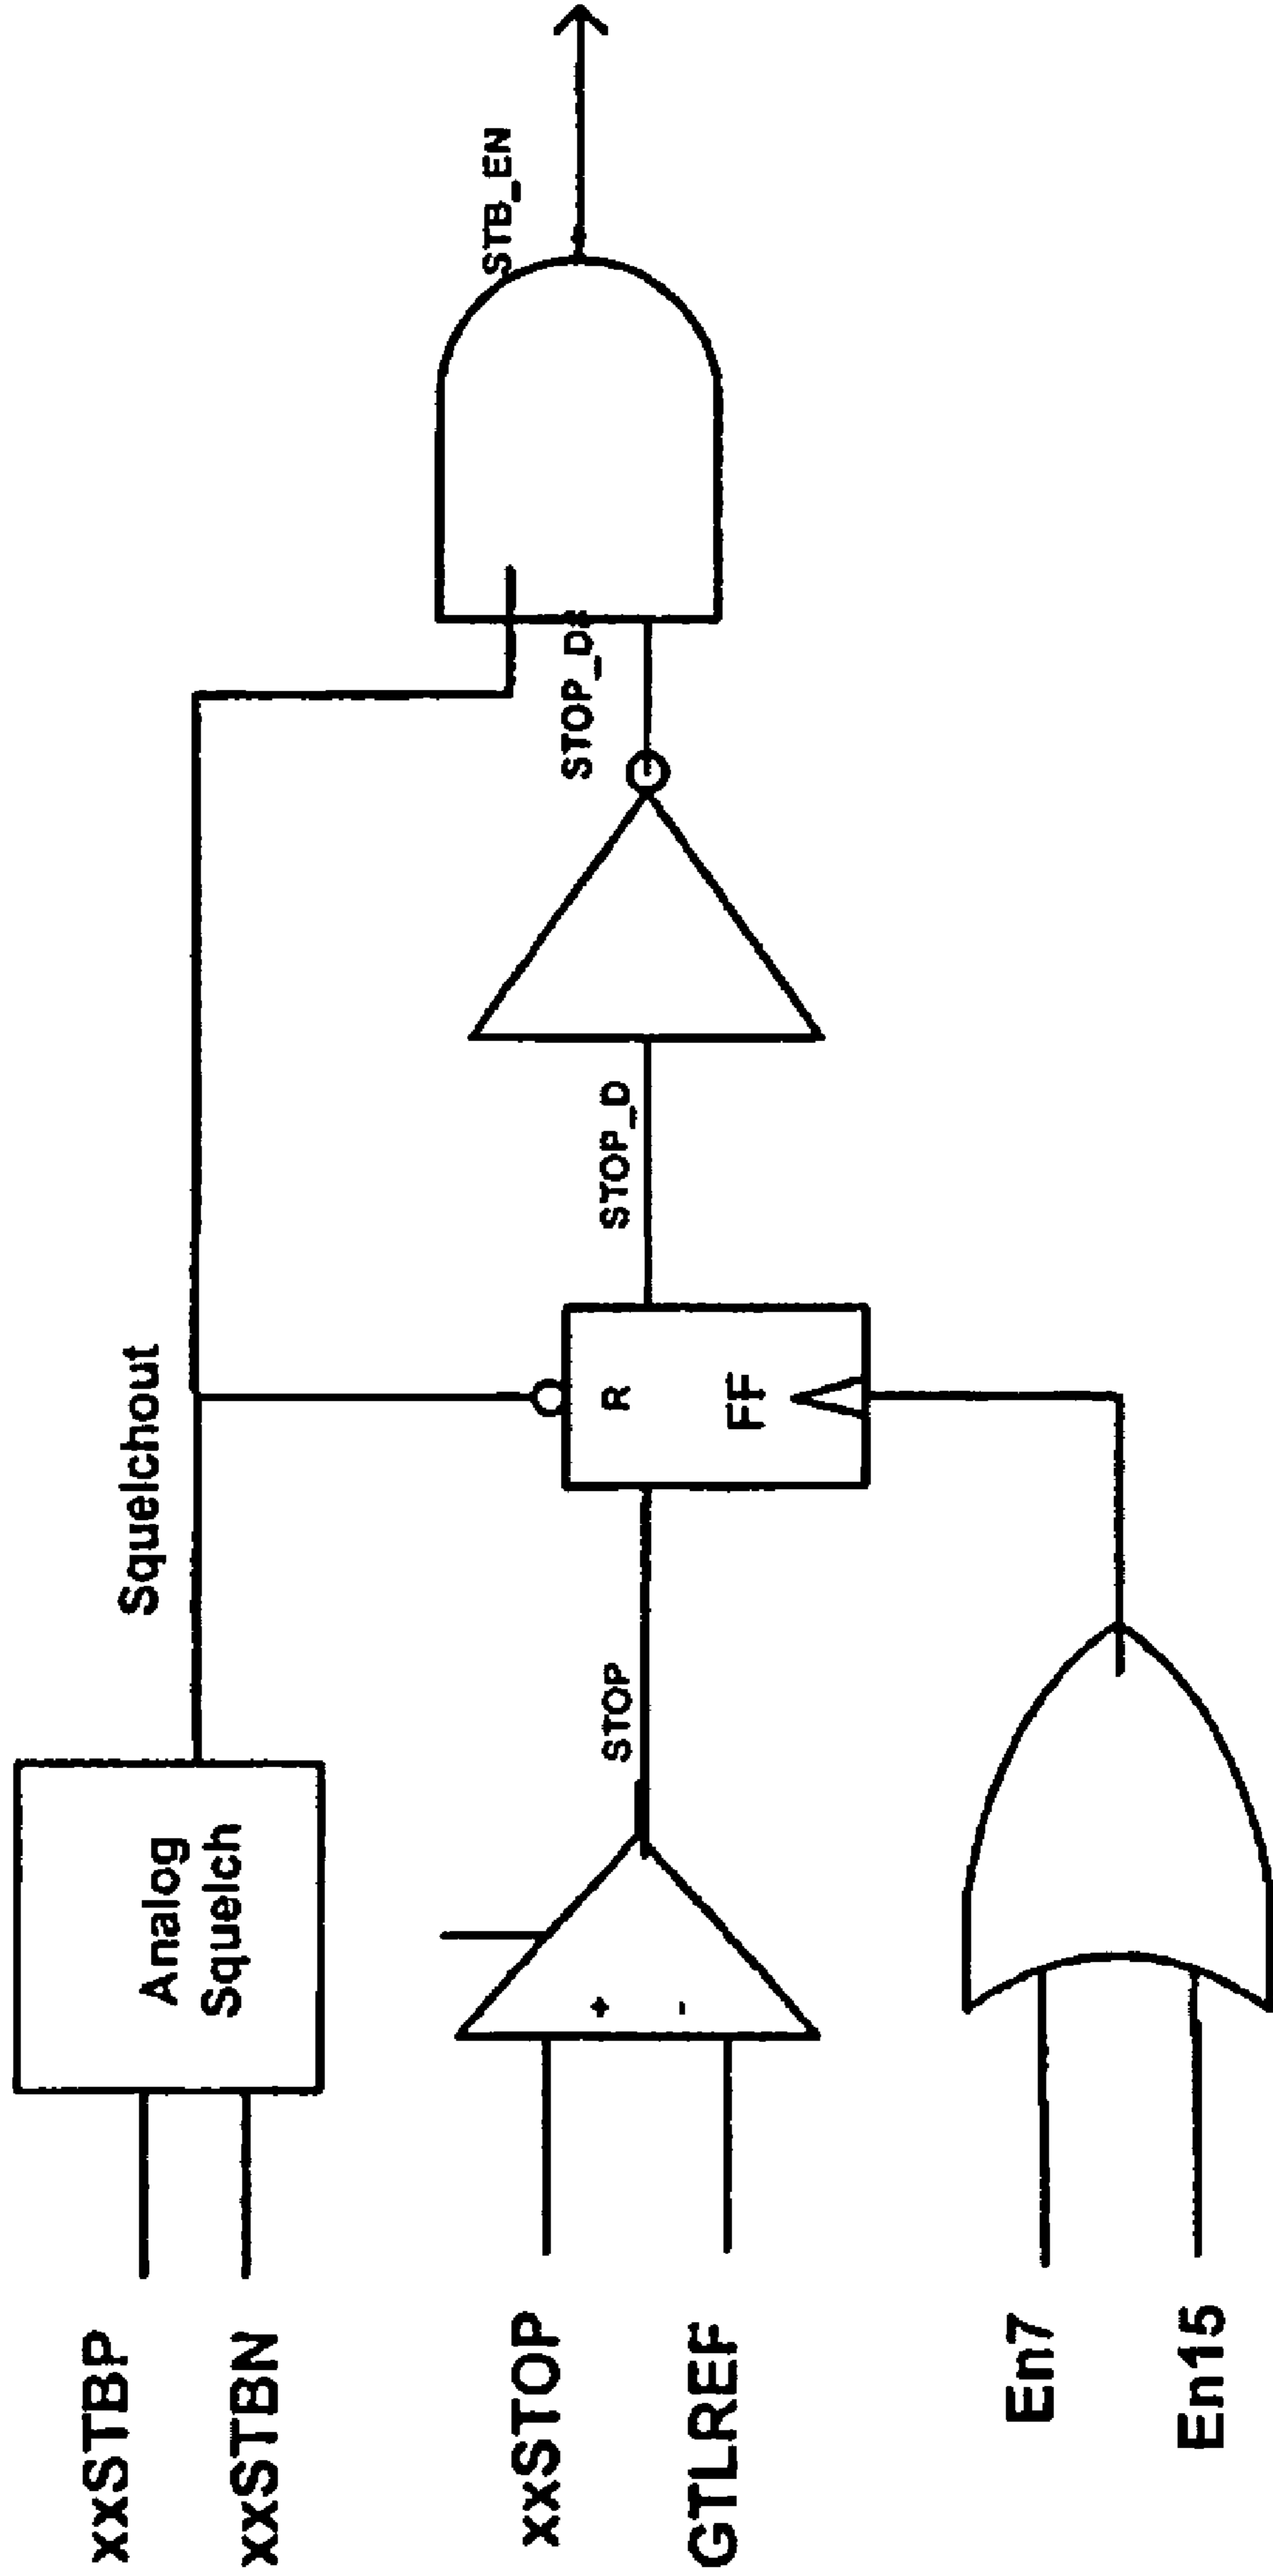 xxSTBP
xxSTBN
Analog
Squelch
Squelchout
xxSTOP
GTLREF
+
-
STOP
R
FF
STOP_D
STB_EN
En7
En15